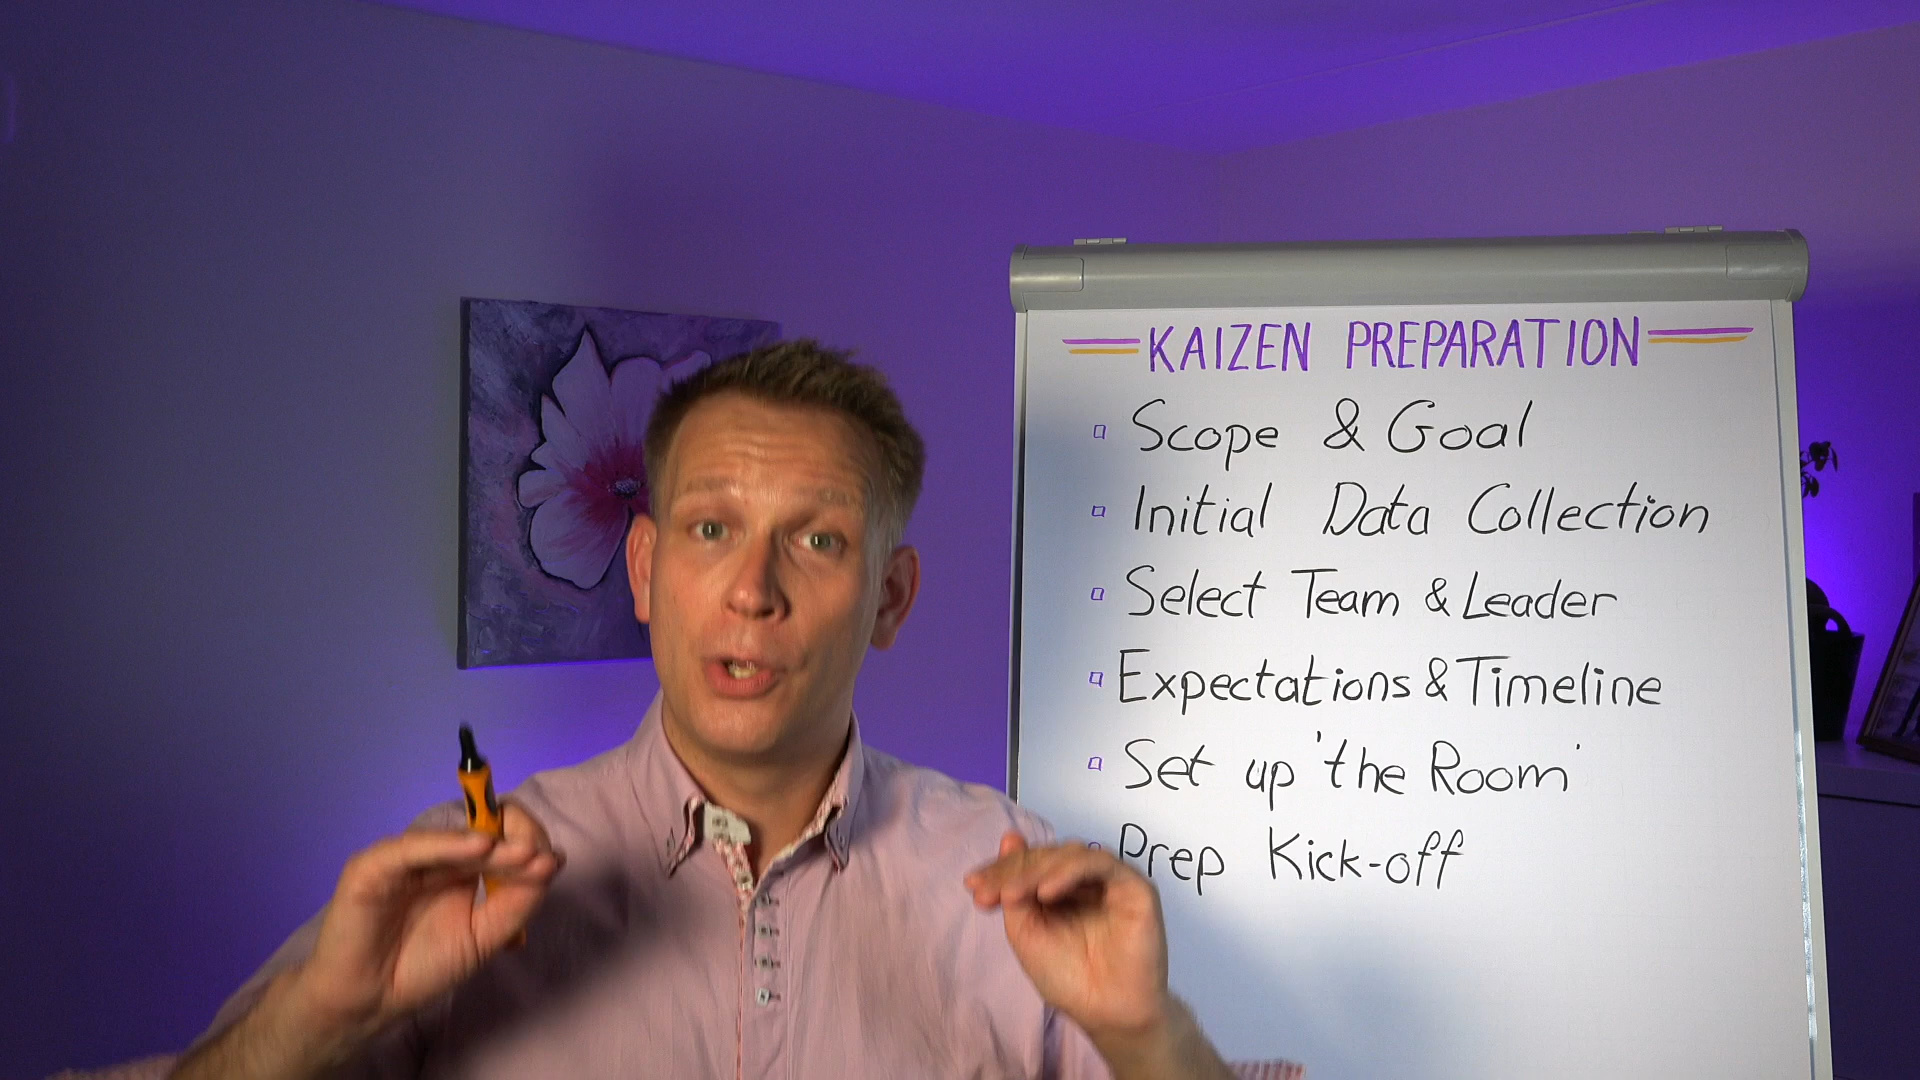 KAIZEN PREPARATION
Scope & Goal
Initial Data Collection
Select Team & Leader
Expectations & Timeline
Set up 'the Room'
Prep Kick-off